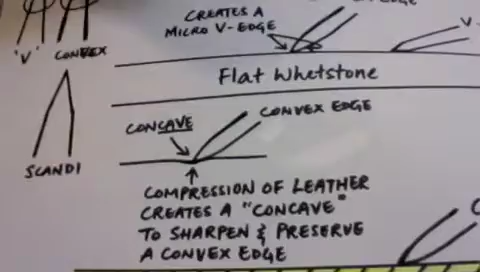 CREATES A
MICRO V-EDGE
'V' CONVEX
Flat Whetstone
CONVEX EDGE
CONCAVE
SCANDI
COMPRESSION OF LEATHER
CREATES A "CONCAVE"
TO SHARPEN & PRESERVE
A CONVEX EDGE